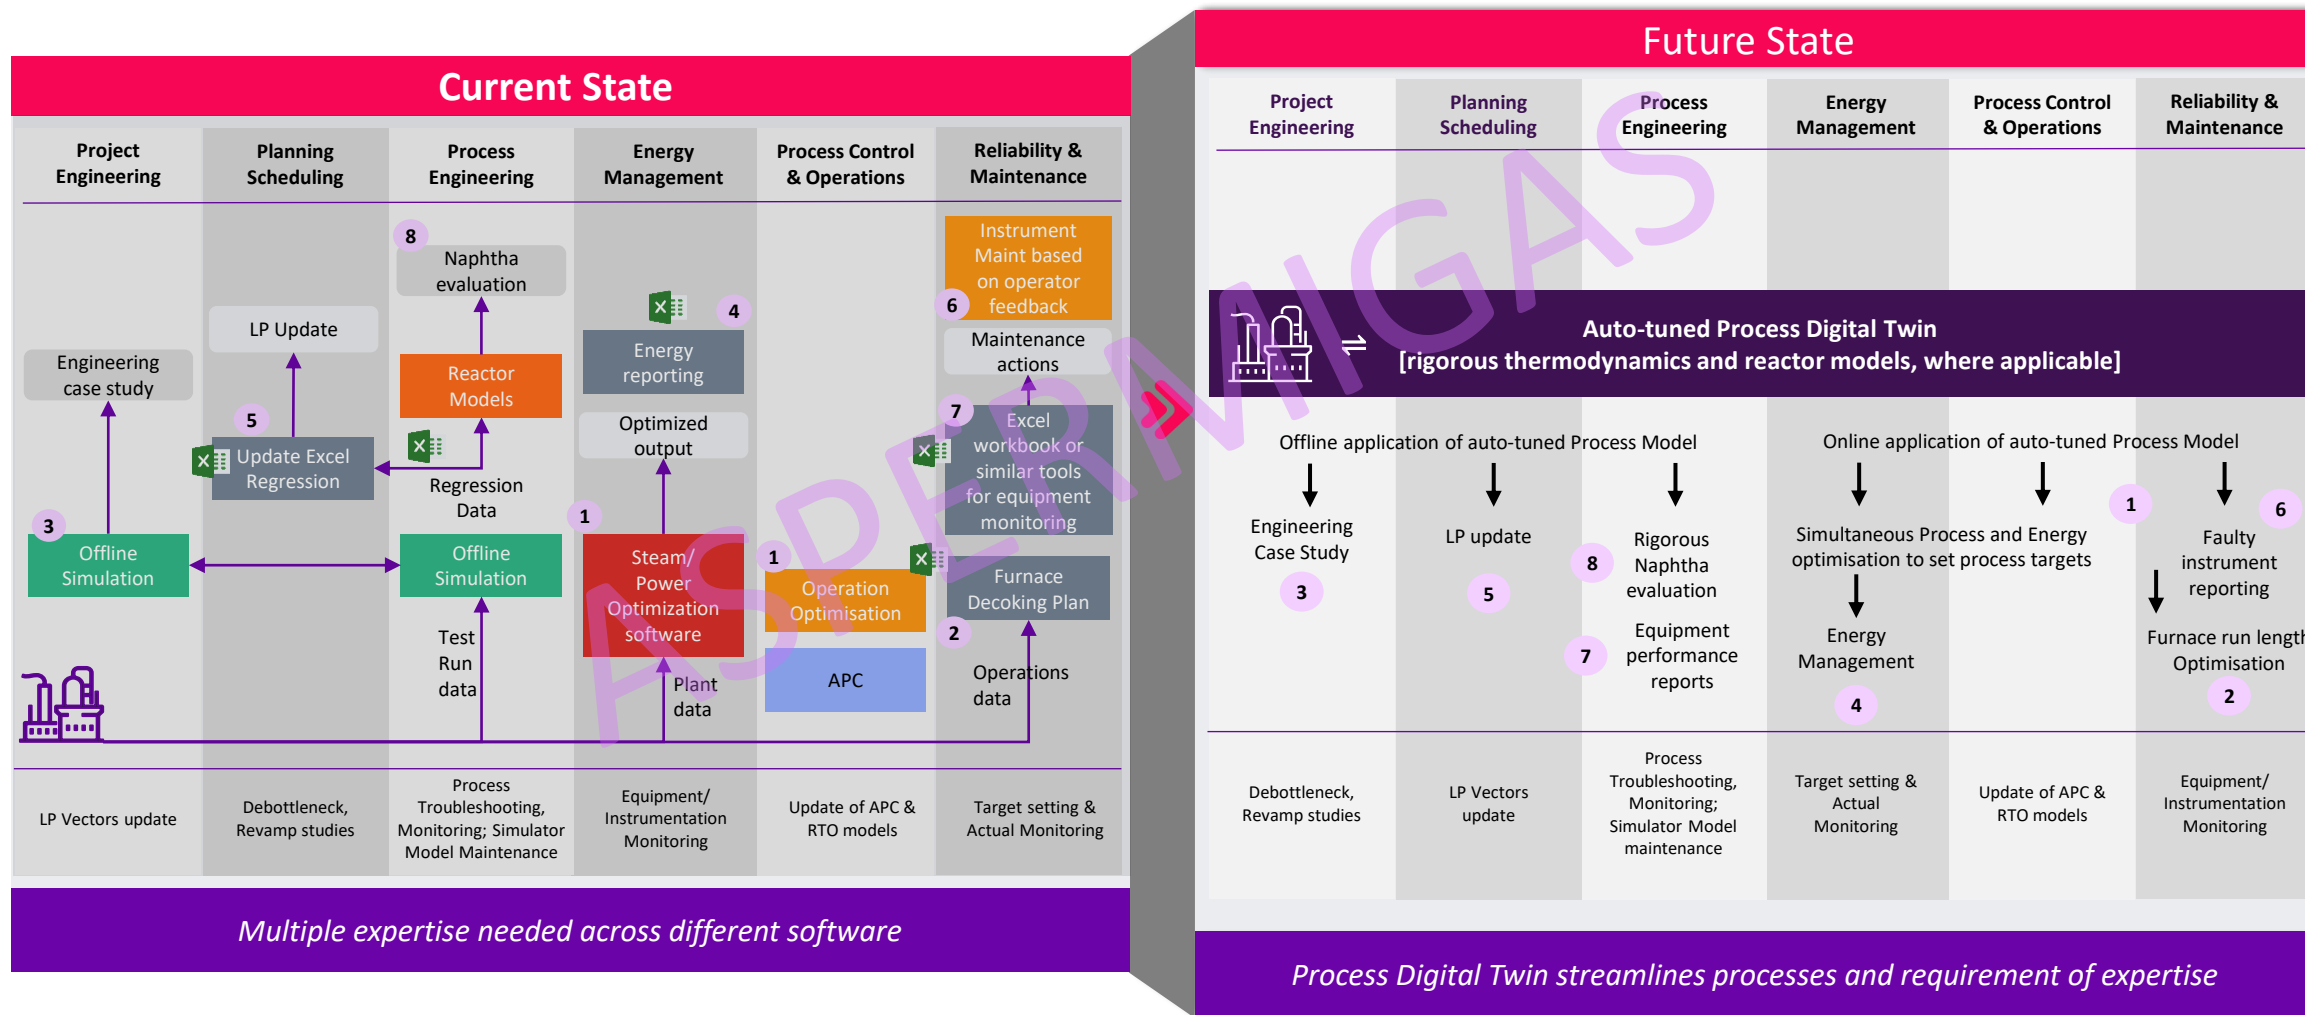 Current State
Project
Engineering
Planning
Scheduling
Process
Engineering
Energy
Management
Process Control
& Operations
Reliability &
Maintenance
Engineering
case study
3
Offline
Simulation
LP Update
5
Update Excel
Regression
8
Naphtha
evaluation
Reactor
Models
Regression
Data
Offline
Simulation
Test
Run
data
4
Energy
reporting
Optimized
output
1
Steam/
Power
Optimization
software
Plant
data
1
Operation
Optimisation
APC
Instrument
Maint based
on operator
feedback
6
Maintenance
actions
7
Excel
workbook or
similar tools
for equipment
monitoring
Furnace
Decoking Plan
2
Operations
data
LP Vectors update
Debottleneck,
Revamp studies
Process
Troubleshooting,
Monitoring; Simulator
Model Maintenance
Equipment/
Instrumentation
Monitoring
Update of APC &
RTO models
Target setting &
Actual Monitoring
Multiple expertise needed across different software
Future State
Project
Engineering
Planning
Scheduling
Process
Engineering
Energy
Management
Process Control
& Operations
Reliability &
Maintenance
Auto-tuned Process Digital Twin
[rigorous thermodynamics and reactor models, where applicable]
Offline application of auto-tuned Process Model
Online application of auto-tuned Process Model
Engineering
Case Study
3
LP update
5
8
Rigorous
Naphtha
evaluation
7
Equipment
performance
reports
1
Simultaneous Process and Energy
optimisation to set process targets
Energy
Management
4
6
Faulty
instrument
reporting
Furnace run length
Optimisation
2
Debottleneck,
Revamp studies
LP Vectors
update
Process
Troubleshooting,
Monitoring;
Simulator Model
maintenance
Target setting &
Actual
Monitoring
Update of APC &
RTO models
Equipment/
Instrumentation
Monitoring
Process Digital Twin streamlines processes and requirement of expertise
ASPERMIGAS